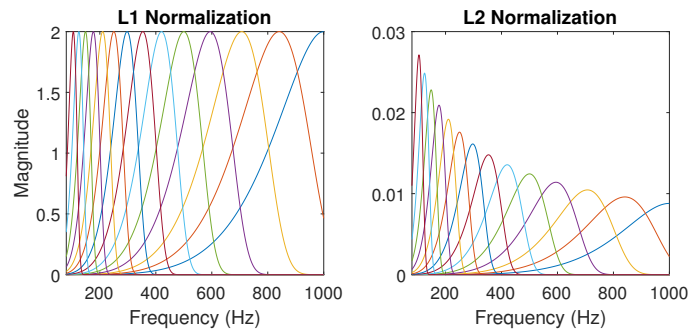 L1 Normalization
2
1.5
1
0.5
0
Magnitude
200 400 600 800 1000
Frequency (Hz)
L2 Normalization
0.03
0.02
0.01
0
200 400 600 800 1000
Frequency (Hz)